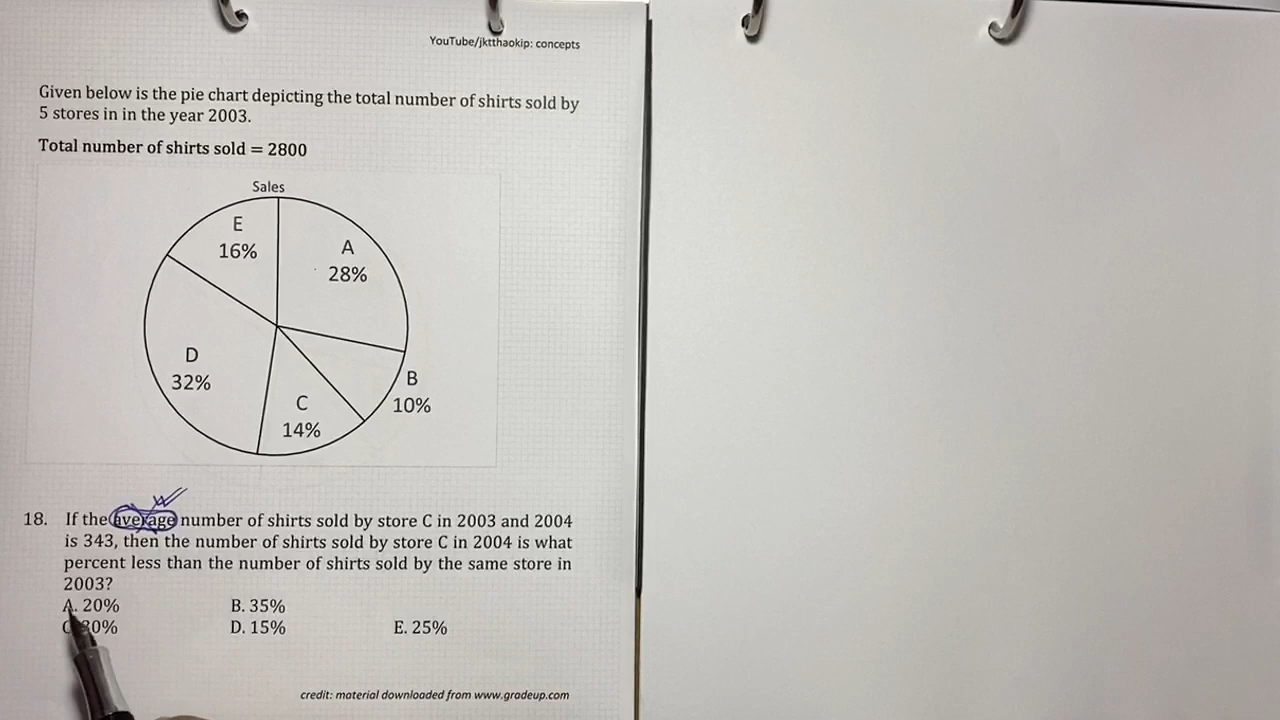 YouTube/jktthaokip: concepts
Given below is the pie chart depicting the total number of shirts sold by
5 stores in in the year 2003.
Total number of shirts sold = 2800
Sales
E
16%
A
28%
D
32%
B
10%
C
14%
18. If the average number of shirts sold by store C in 2003 and 2004
is 343, then the number of shirts sold by store C in 2004 is what
percent less than the number of shirts sold by the same store in
2003?
A. 20% B. 35%
D. 15% E. 25%
credit: material downloaded from www.gradeup.com